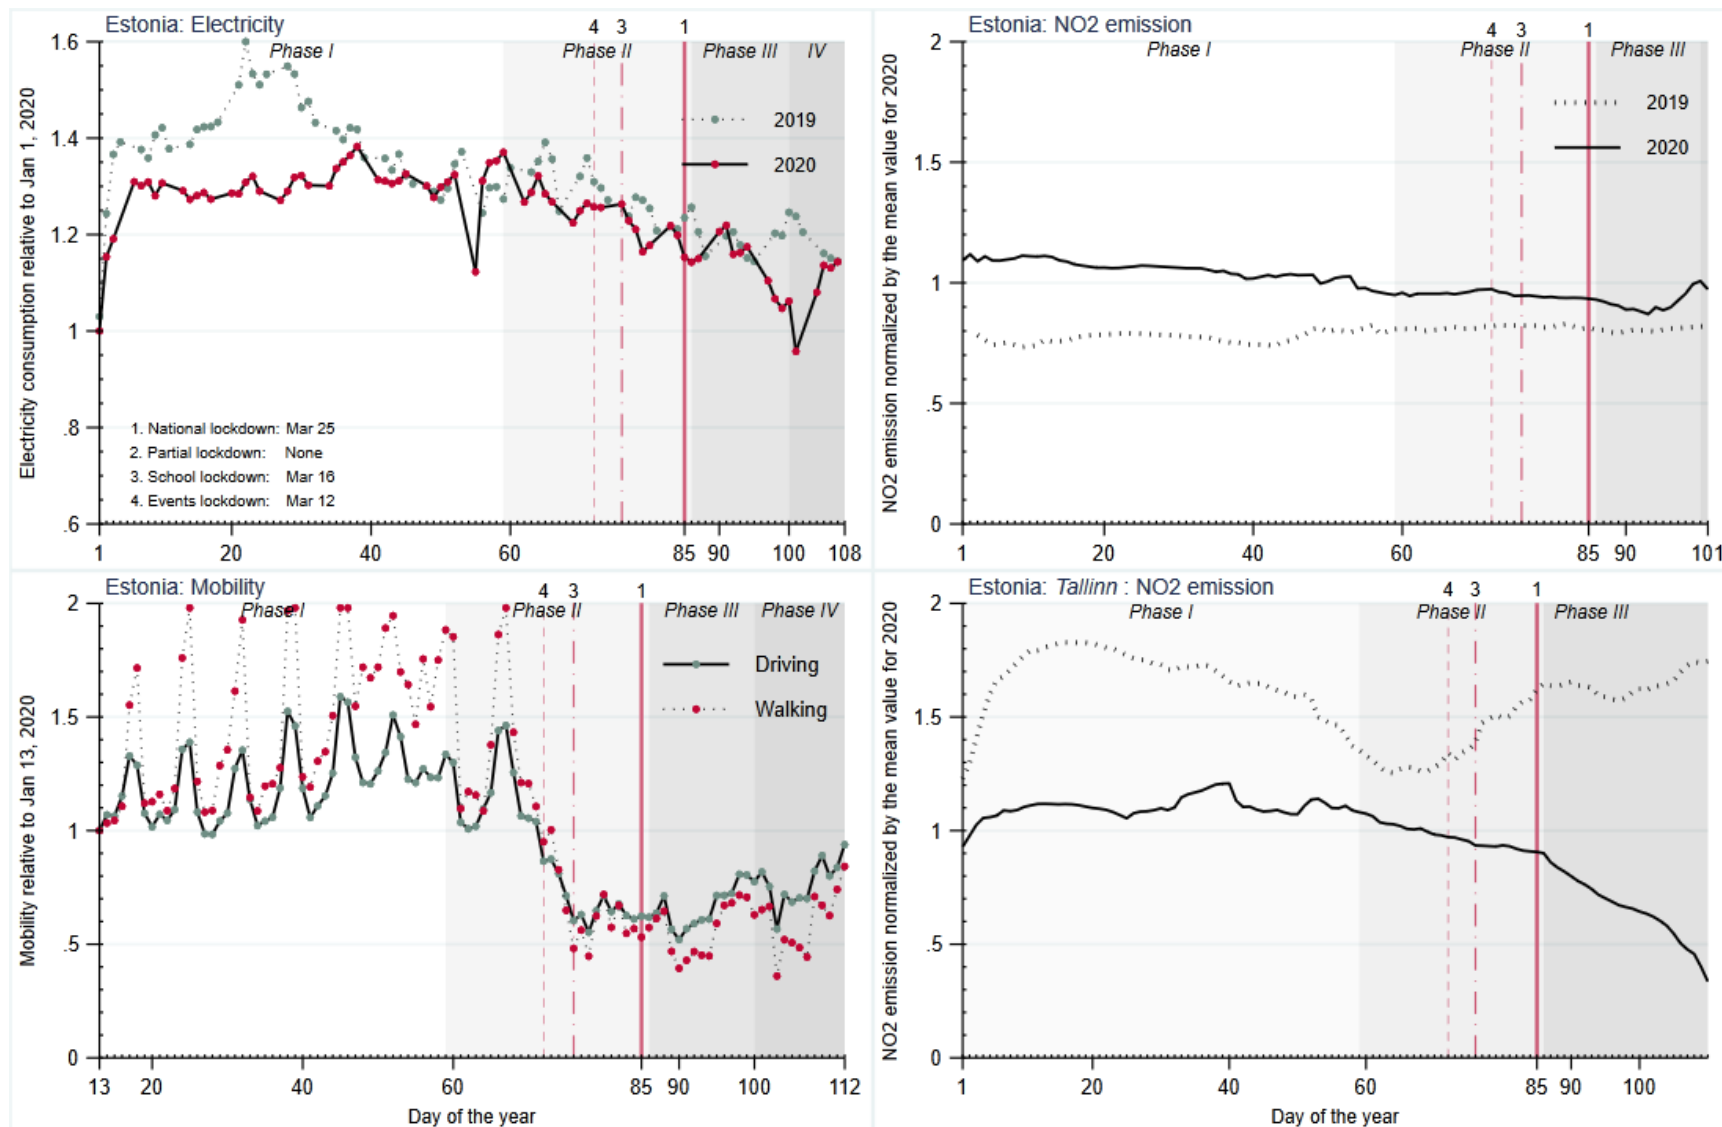 Estonia: Electricity
4 3 1
Phase I Phase II Phase III IV
Electricity consumption relative to Jan 1, 2020
1.6
1.4
1.2
1
.8
.6
2019
2020
1. National lockdown: Mar 25
2. Partial lockdown: None
3. School lockdown: Mar 16
4. Events lockdown: Mar 12
1 20 40 60 85 90 100 108
Estonia: NO2 emission
4 3 1
Phase I Phase II Phase III
NO2 emission normalized by the mean value for 2020
2
1.5
1
.5
0
2019
2020
1 20 40 60 85 90 101
Estonia: Mobility
4 3 1
Phase I Phase II Phase III Phase IV
Mobility relative to Jan 13, 2020
2
1.5
1
.5
0
Driving
Walking
13 20 40 60 85 90 100 112
Day of the year
Estonia: Tallinn : NO2 emission
4 3 1
Phase I Phase II Phase III
NO2 emission normalized by the mean value for 2020
2
1.5
1
.5
0
1 20 40 60 85 90 100
Day of the year